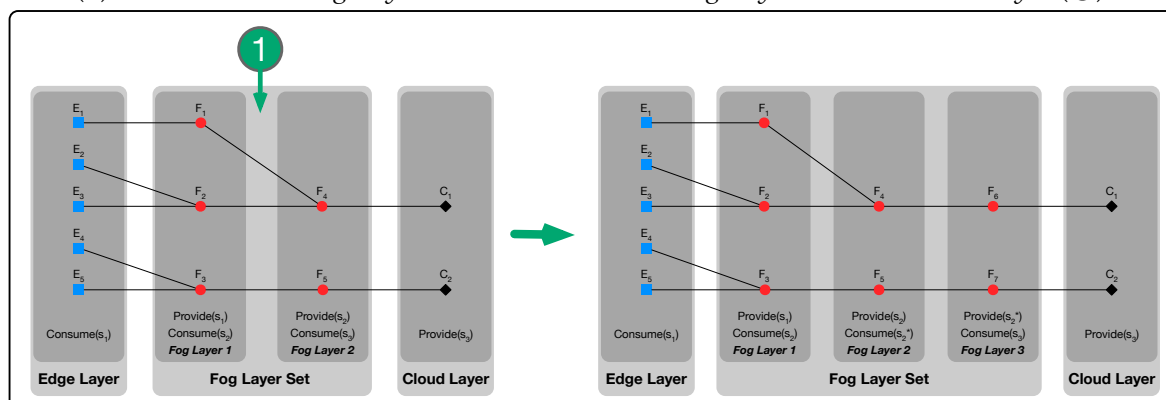 1
E1
E2
E3
E4
E5
Consume(s1)
Edge Layer
F1
F2
F3
Provide(s1)
Consume(s2)
Fog Layer 1
F4
F5
Provide(s2)
Consume(s3)
Fog Layer 2
Fog Layer Set
C1
C2
Provide(s3)
Cloud Layer
E1
E2
E3
E4
E5
Consume(s1)
Edge Layer
F1
F2
F3
Provide(s1)
Consume(s2)
Fog Layer 1
F4
F5
Provide(s2)
Consume(s2*)
Fog Layer 2
F6
F7
Provide(s2*)
Consume(s3)
Fog Layer 3
Fog Layer Set
C1
C2
Provide(s3)
Cloud Layer